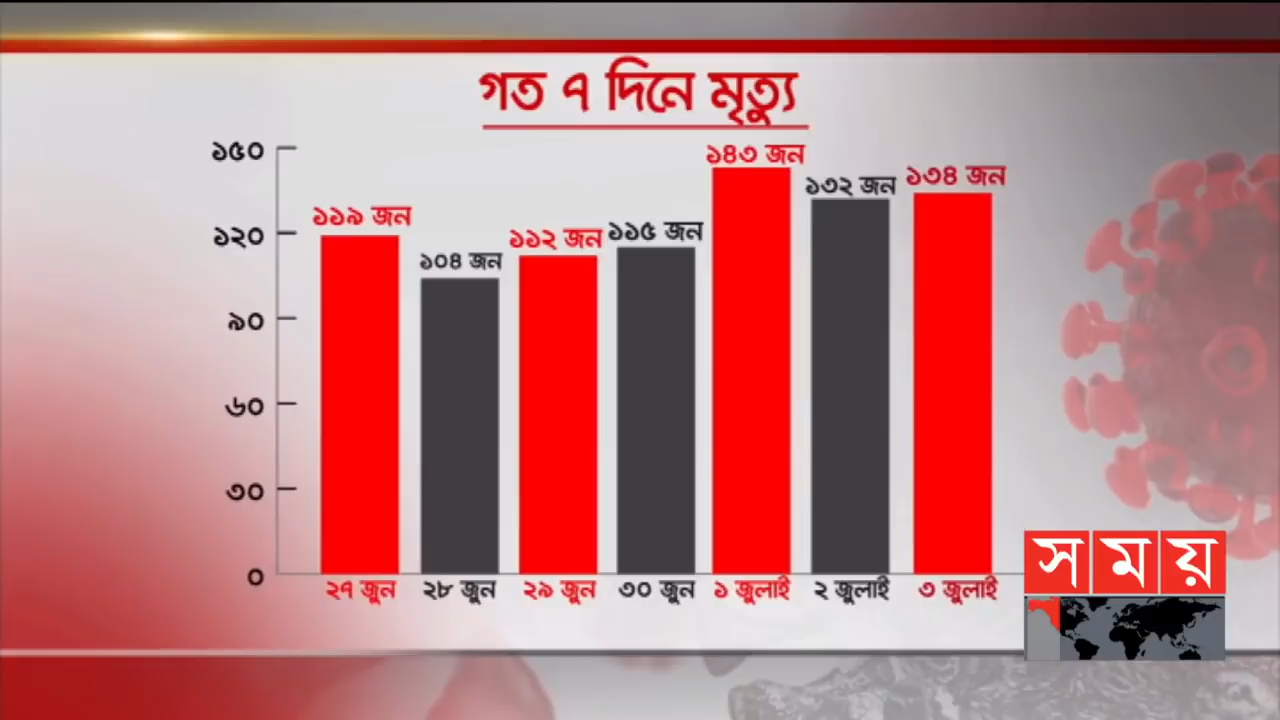 গত ৭ দিনে মৃত্যু
১৫০
১২০
৯০
৬০
৩০
০
১১৯ জন
১০৪ জন
১১২ জন
১১৫ জন
১৪৩ জন
১৩২ জন
১৩৪ জন
২৭ জুন
২৮ জুন
২৯ জুন
৩০ জুন
১ জুলাই
২ জুলাই
৩ জুলাই
সময়